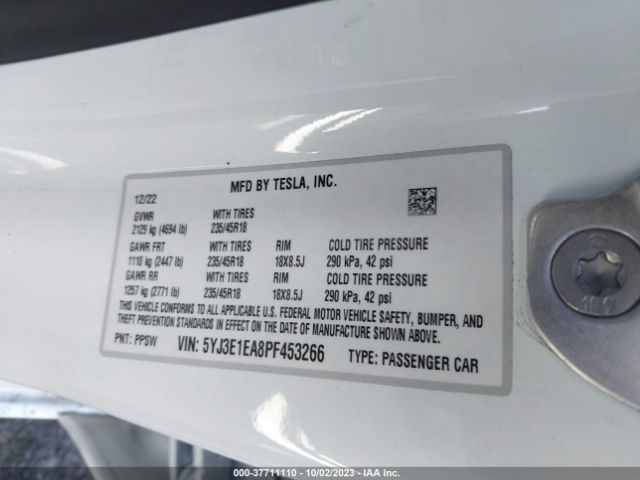 MFD BY TESLA, INC.
12/22
GVWR WITH TIRES
2129 kg (4694 lb) 235/45R18
GAWR FRT WITH TIRES RIM COLD TIRE PRESSURE
1110 kg (2447 lb) 235/45R18 18X8.5J 290 kPa, 42 psi
GAWR RR WITH TIRES RIM COLD TIRE PRESSURE
1257 kg (2771 lb) 235/45R18 18X8.5J 290 kPa, 42 psi
THIS VEHICLE CONFORMS TO ALL APPLICABLE U.S. FEDERAL MOTOR VEHICLE SAFETY, BUMPER, AND
THEFT PREVENTION STANDARDS IN EFFECT ON THE DATE OF MANUFACTURE SHOWN ABOVE.
PNT: PPSW VIN: 5YJ3E1EA8PF453266 TYPE: PASSENGER CAR
000-37711110 - 10/02/2023 - IAA Inc.